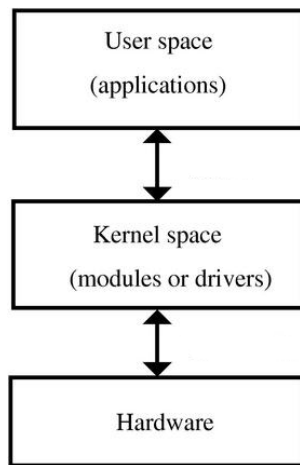 User space
(applications)
Kernel space
(modules or drivers)
Hardware